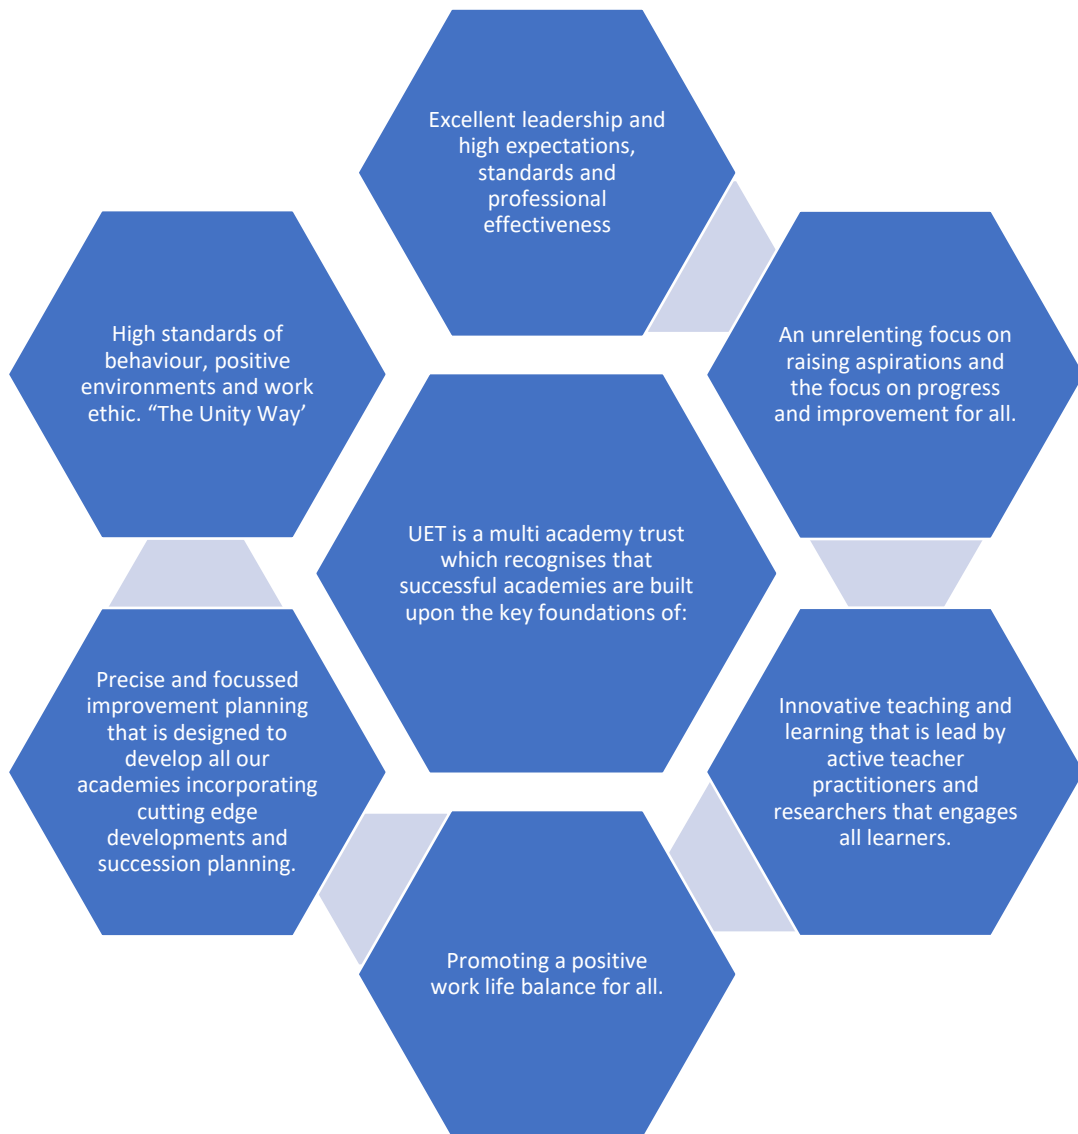 Excellent leadership and
high expectations,
standards and
professional
effectiveness
An unrelenting focus on
raising aspirations and
the focus on progress
and improvement for all.
High standards of
behaviour, positive
environments and work
ethic. “The Unity Way’
UET is a multi academy trust
which recognises that
successful academies are built
upon the key foundations of:
Innovative teaching and
learning that is lead by
active teacher
practitioners and
researchers that engages
all learners.
Precise and focussed
improvement planning
that is designed to
develop all our
academies incorporating
cutting edge
developments and
succession planning.
Promoting a positive
work life balance for all.